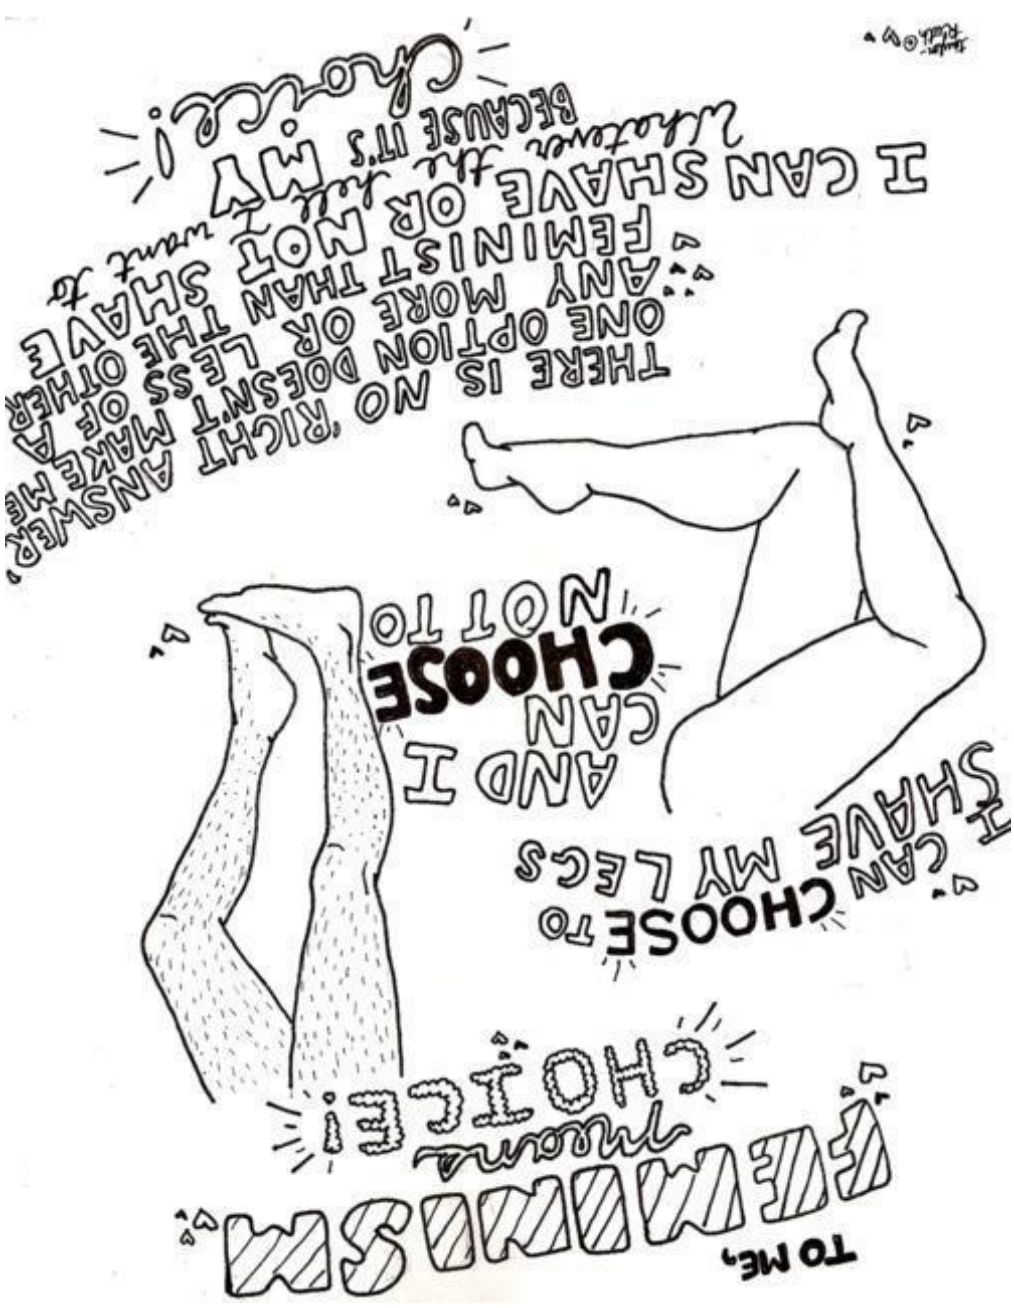 TO ME,
FEMINISM
means
CHOICE!
I CAN CHOOSE TO
SHAVE MY LEGS
AND I
CAN
CHOOSE
NOT TO
THERE IS NO 'RIGHT ANSWER'
ONE OPTION DOESN'T MAKE ME
ANY MORE OR LESS OF A
FEMINIST THAN THE OTHER
I CAN SHAVE OR NOT SHAVE
whatever the hell I want to
BECAUSE IT'S MY
choice!
Taylor-
Ruth ©